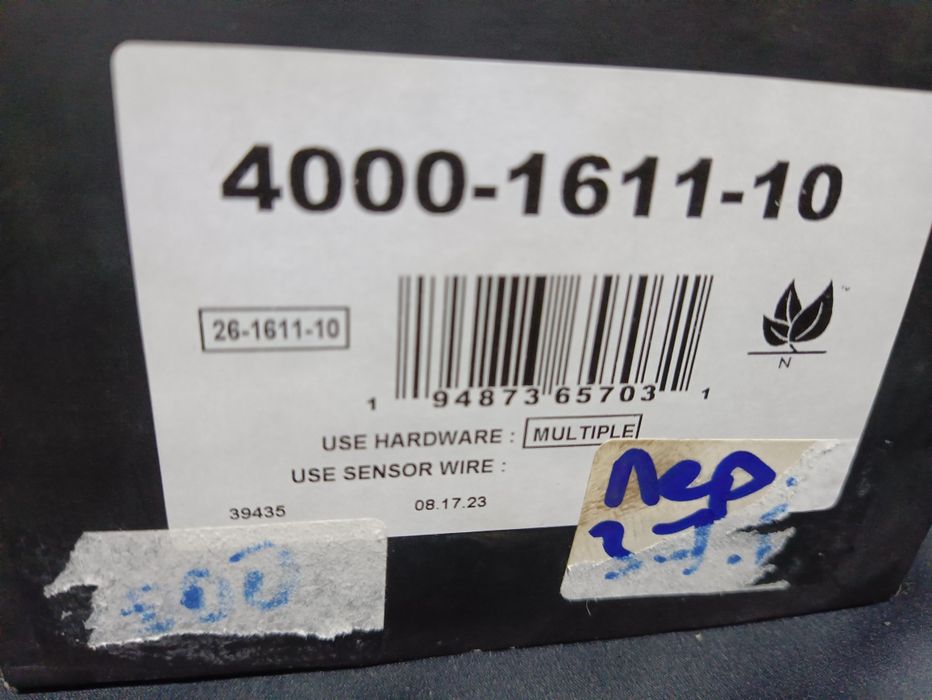 4000-1611-10
26-1611-10
N
1 94873 65703 1
USE HARDWARE : MULTIPLE
USE SENSOR WIRE :
39435
08.17.23
пер